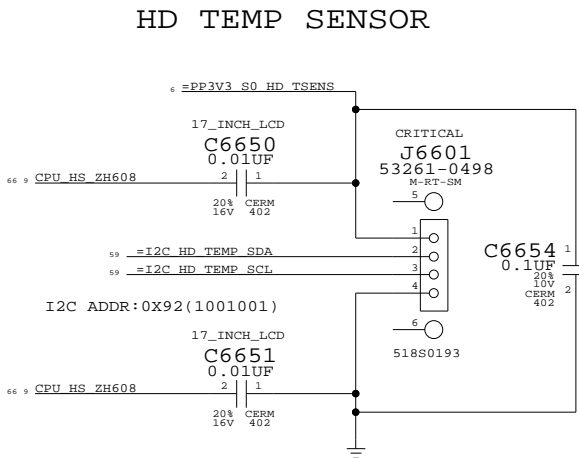 HD TEMP SENSOR
6 =PP3V3_S0_HD_TSENS
17_INCH_LCD
C6650
0.01UF
66 9 CPU_HS_ZH608
2 1
20% CERM
16V 402
CRITICAL
J6601
53261-0498
M-RT-SM
5
1
59 =I2C_HD_TEMP_SDA
2
59 =I2C_HD_TEMP_SCL
3
4
6
518S0193
C6654
0.1UF
20%
10V
CERM
402
1
2
I2C ADDR:0X92(1001001)
17_INCH_LCD
C6651
0.01UF
66 9 CPU_HS_ZH608
2 1
20% CERM
16V 402